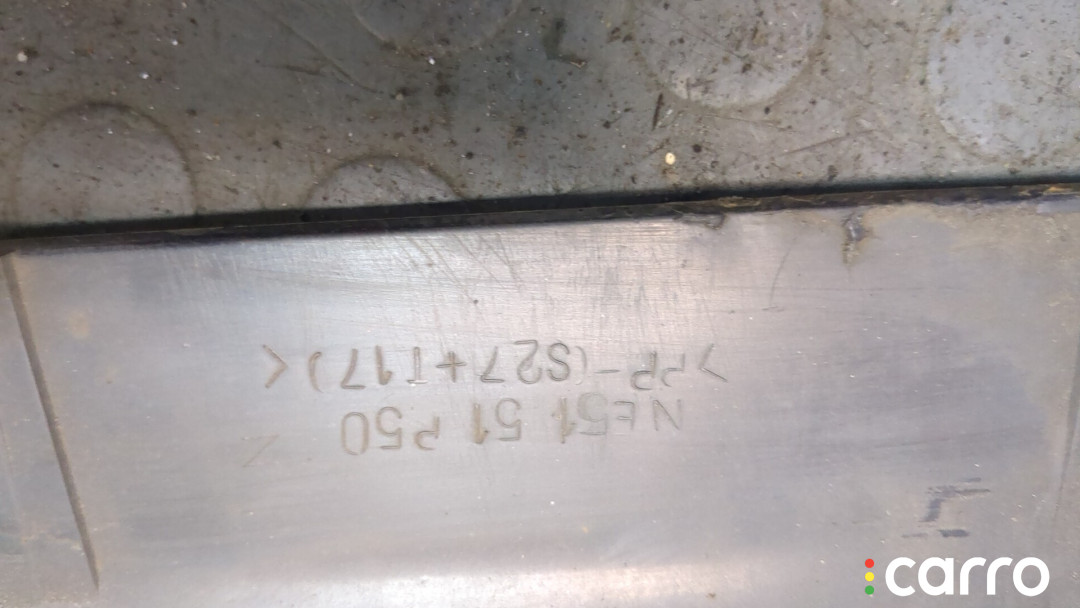 NE51 51 P50 Z
>PP-(S27+T17)<
carro